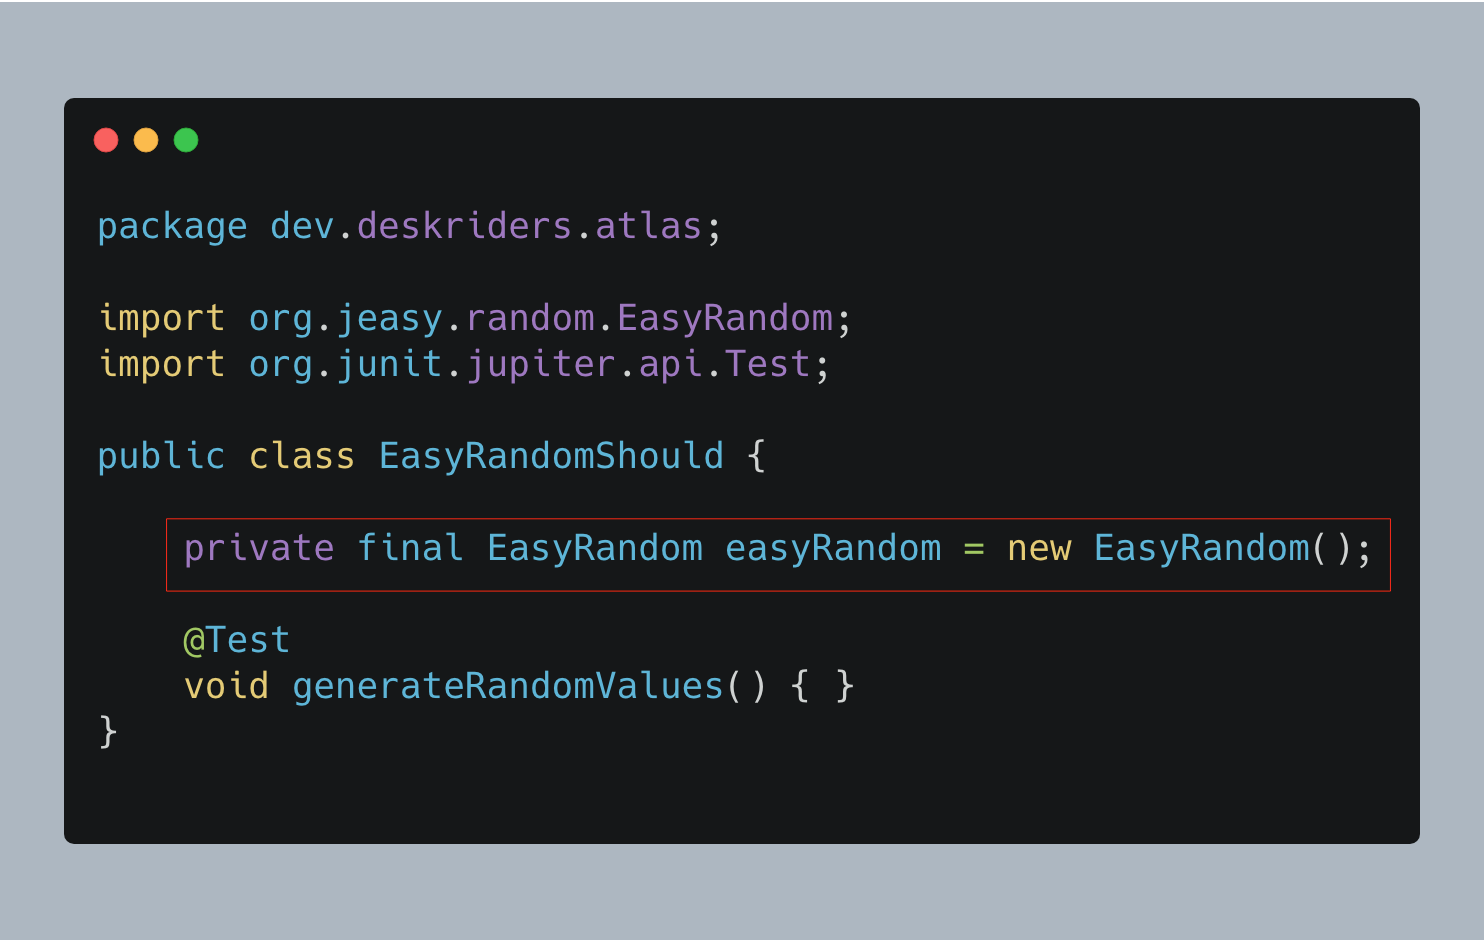 package dev.deskriders.atlas;
import org.jeasy.random.EasyRandom;
import org.junit.jupiter.api.Test;
public class EasyRandomShould {
private final EasyRandom easyRandom = new EasyRandom();
@Test
void generateRandomValues() { }
}